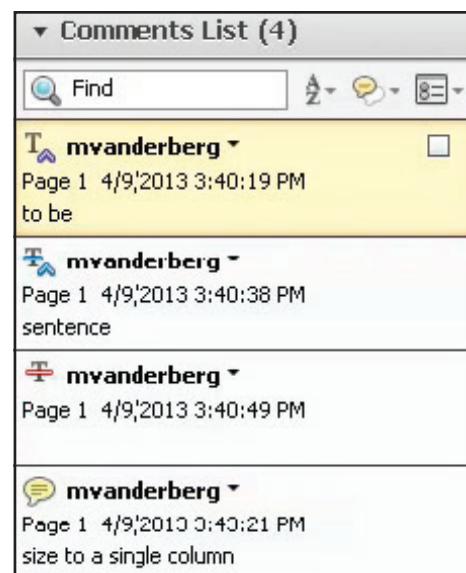 Comments List (4)
Find
mvanderberg
Page 1 4/9/2013 3:40:19 PM
to be
mvanderberg
Page 1 4/9/2013 3:40:38 PM
sentence
mvanderberg
Page 1 4/9/2013 3:40:49 PM
mvanderberg
Page 1 4/9/2013 3:43:21 PM
size to a single column